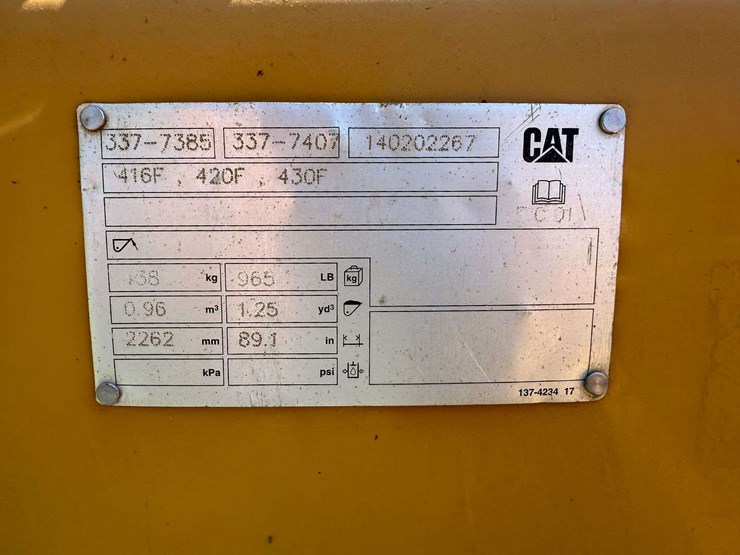 337-7385 337-7407 140202267 CAT
416F , 420F , 430F
kg 965 LB kg
0.96 m³ 1.25 yd³
2262 mm 89.1 in
kPa psi
137-4234 17